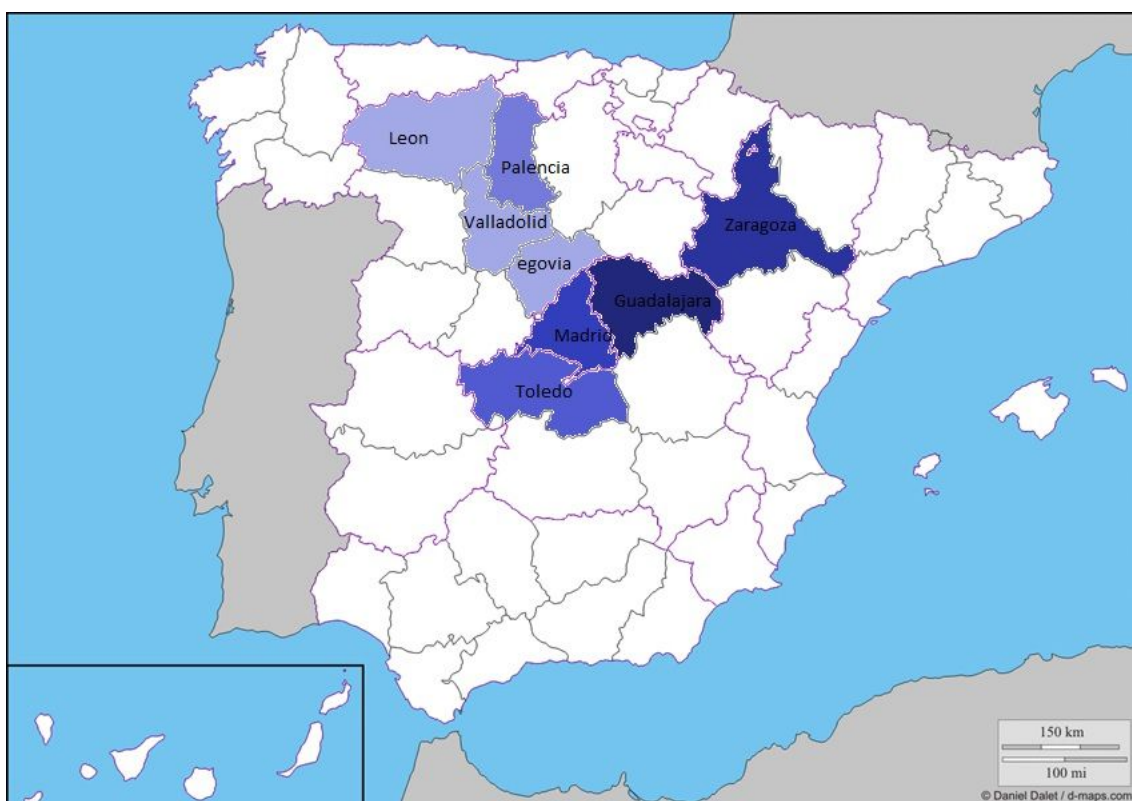 Leon
Palencia
Valladolid
Zaragoza
egovia
Guadalajara
Madrid
Toledo
150 km
100 mi
© Daniel Dalet / d-maps.com